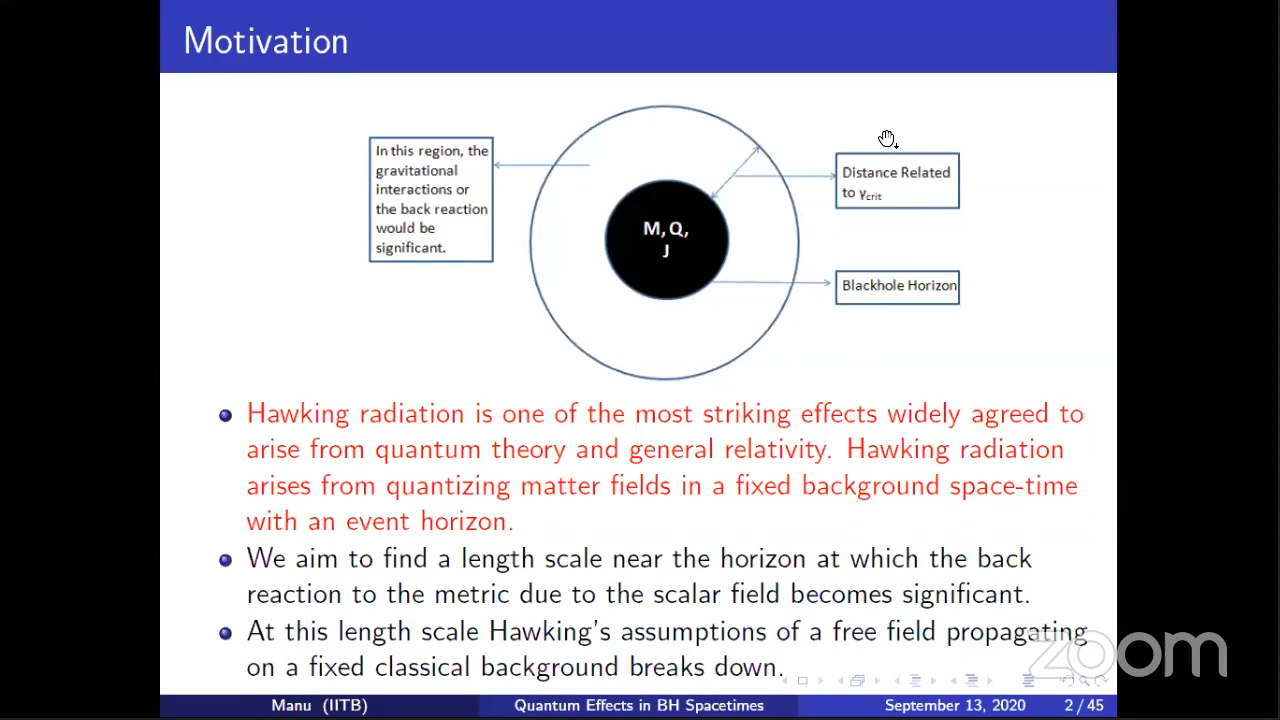 Motivation
In this region, the
gravitational
interactions or
the back reaction
would be
significant.
M, Q,
J
Distance Related
to γcrit
Blackhole Horizon
Hawking radiation is one of the most striking effects widely agreed to
arise from quantum theory and general relativity. Hawking radiation
arises from quantizing matter fields in a fixed background space-time
with an event horizon.
We aim to find a length scale near the horizon at which the back
reaction to the metric due to the scalar field becomes significant.
At this length scale Hawking's assumptions of a free field propagating
on a fixed classical background breaks down.
zoom
Manu (IITB) Quantum Effects in BH Spacetimes September 13, 2020 2 / 45